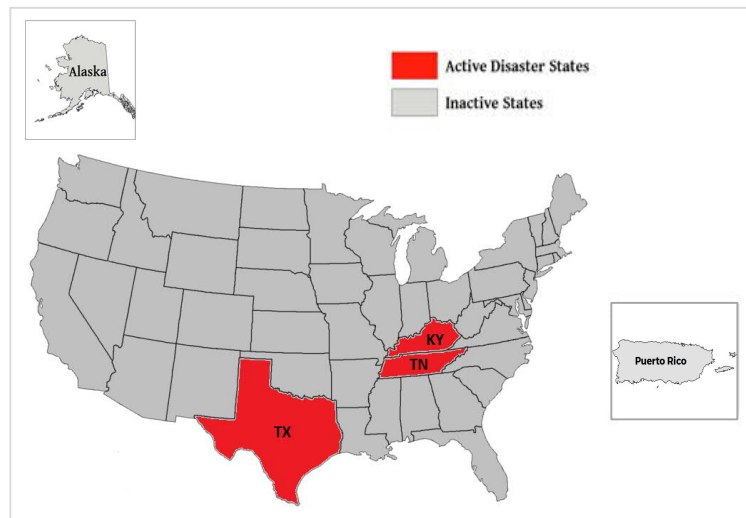 Alaska
Active Disaster States
Inactive States
KY
TN
TX
Puerto Rico